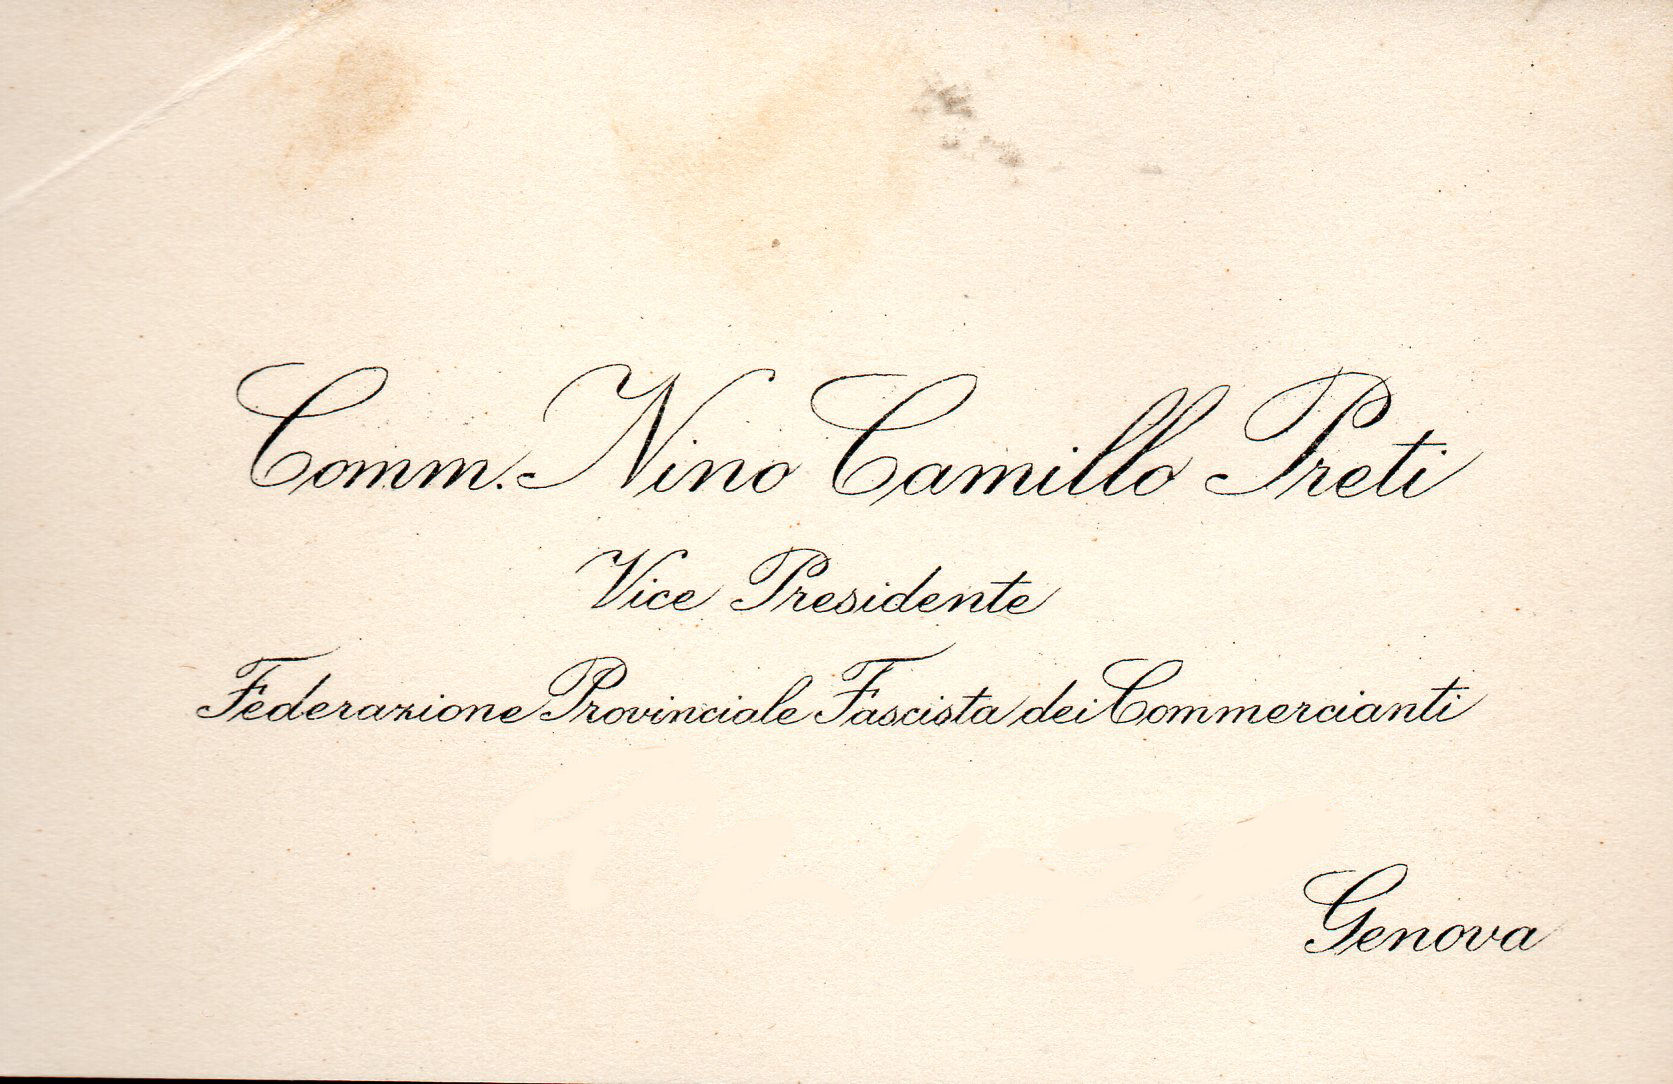 Comm. Nino Camillo Preti
Vice Presidente
Federazione Provinciale Fascista dei Commercianti
Genova